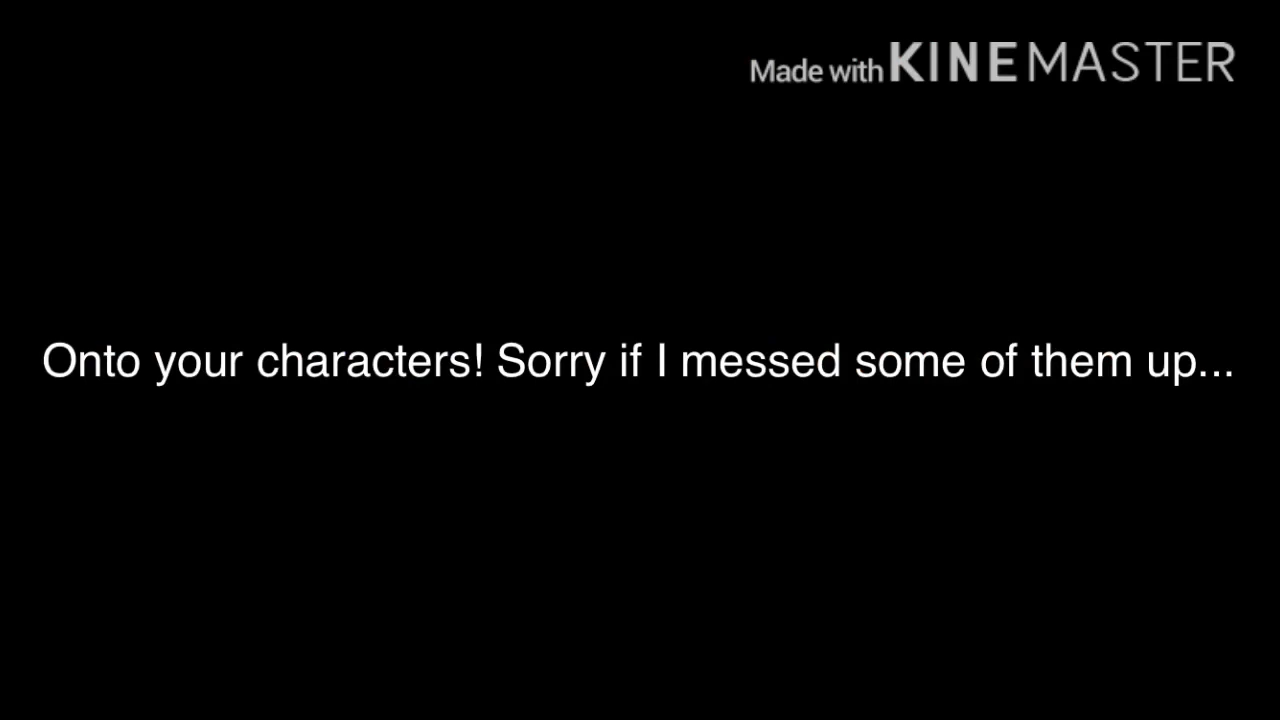 Made with KINEMASTER
Onto your characters! Sorry if I messed some of them up...